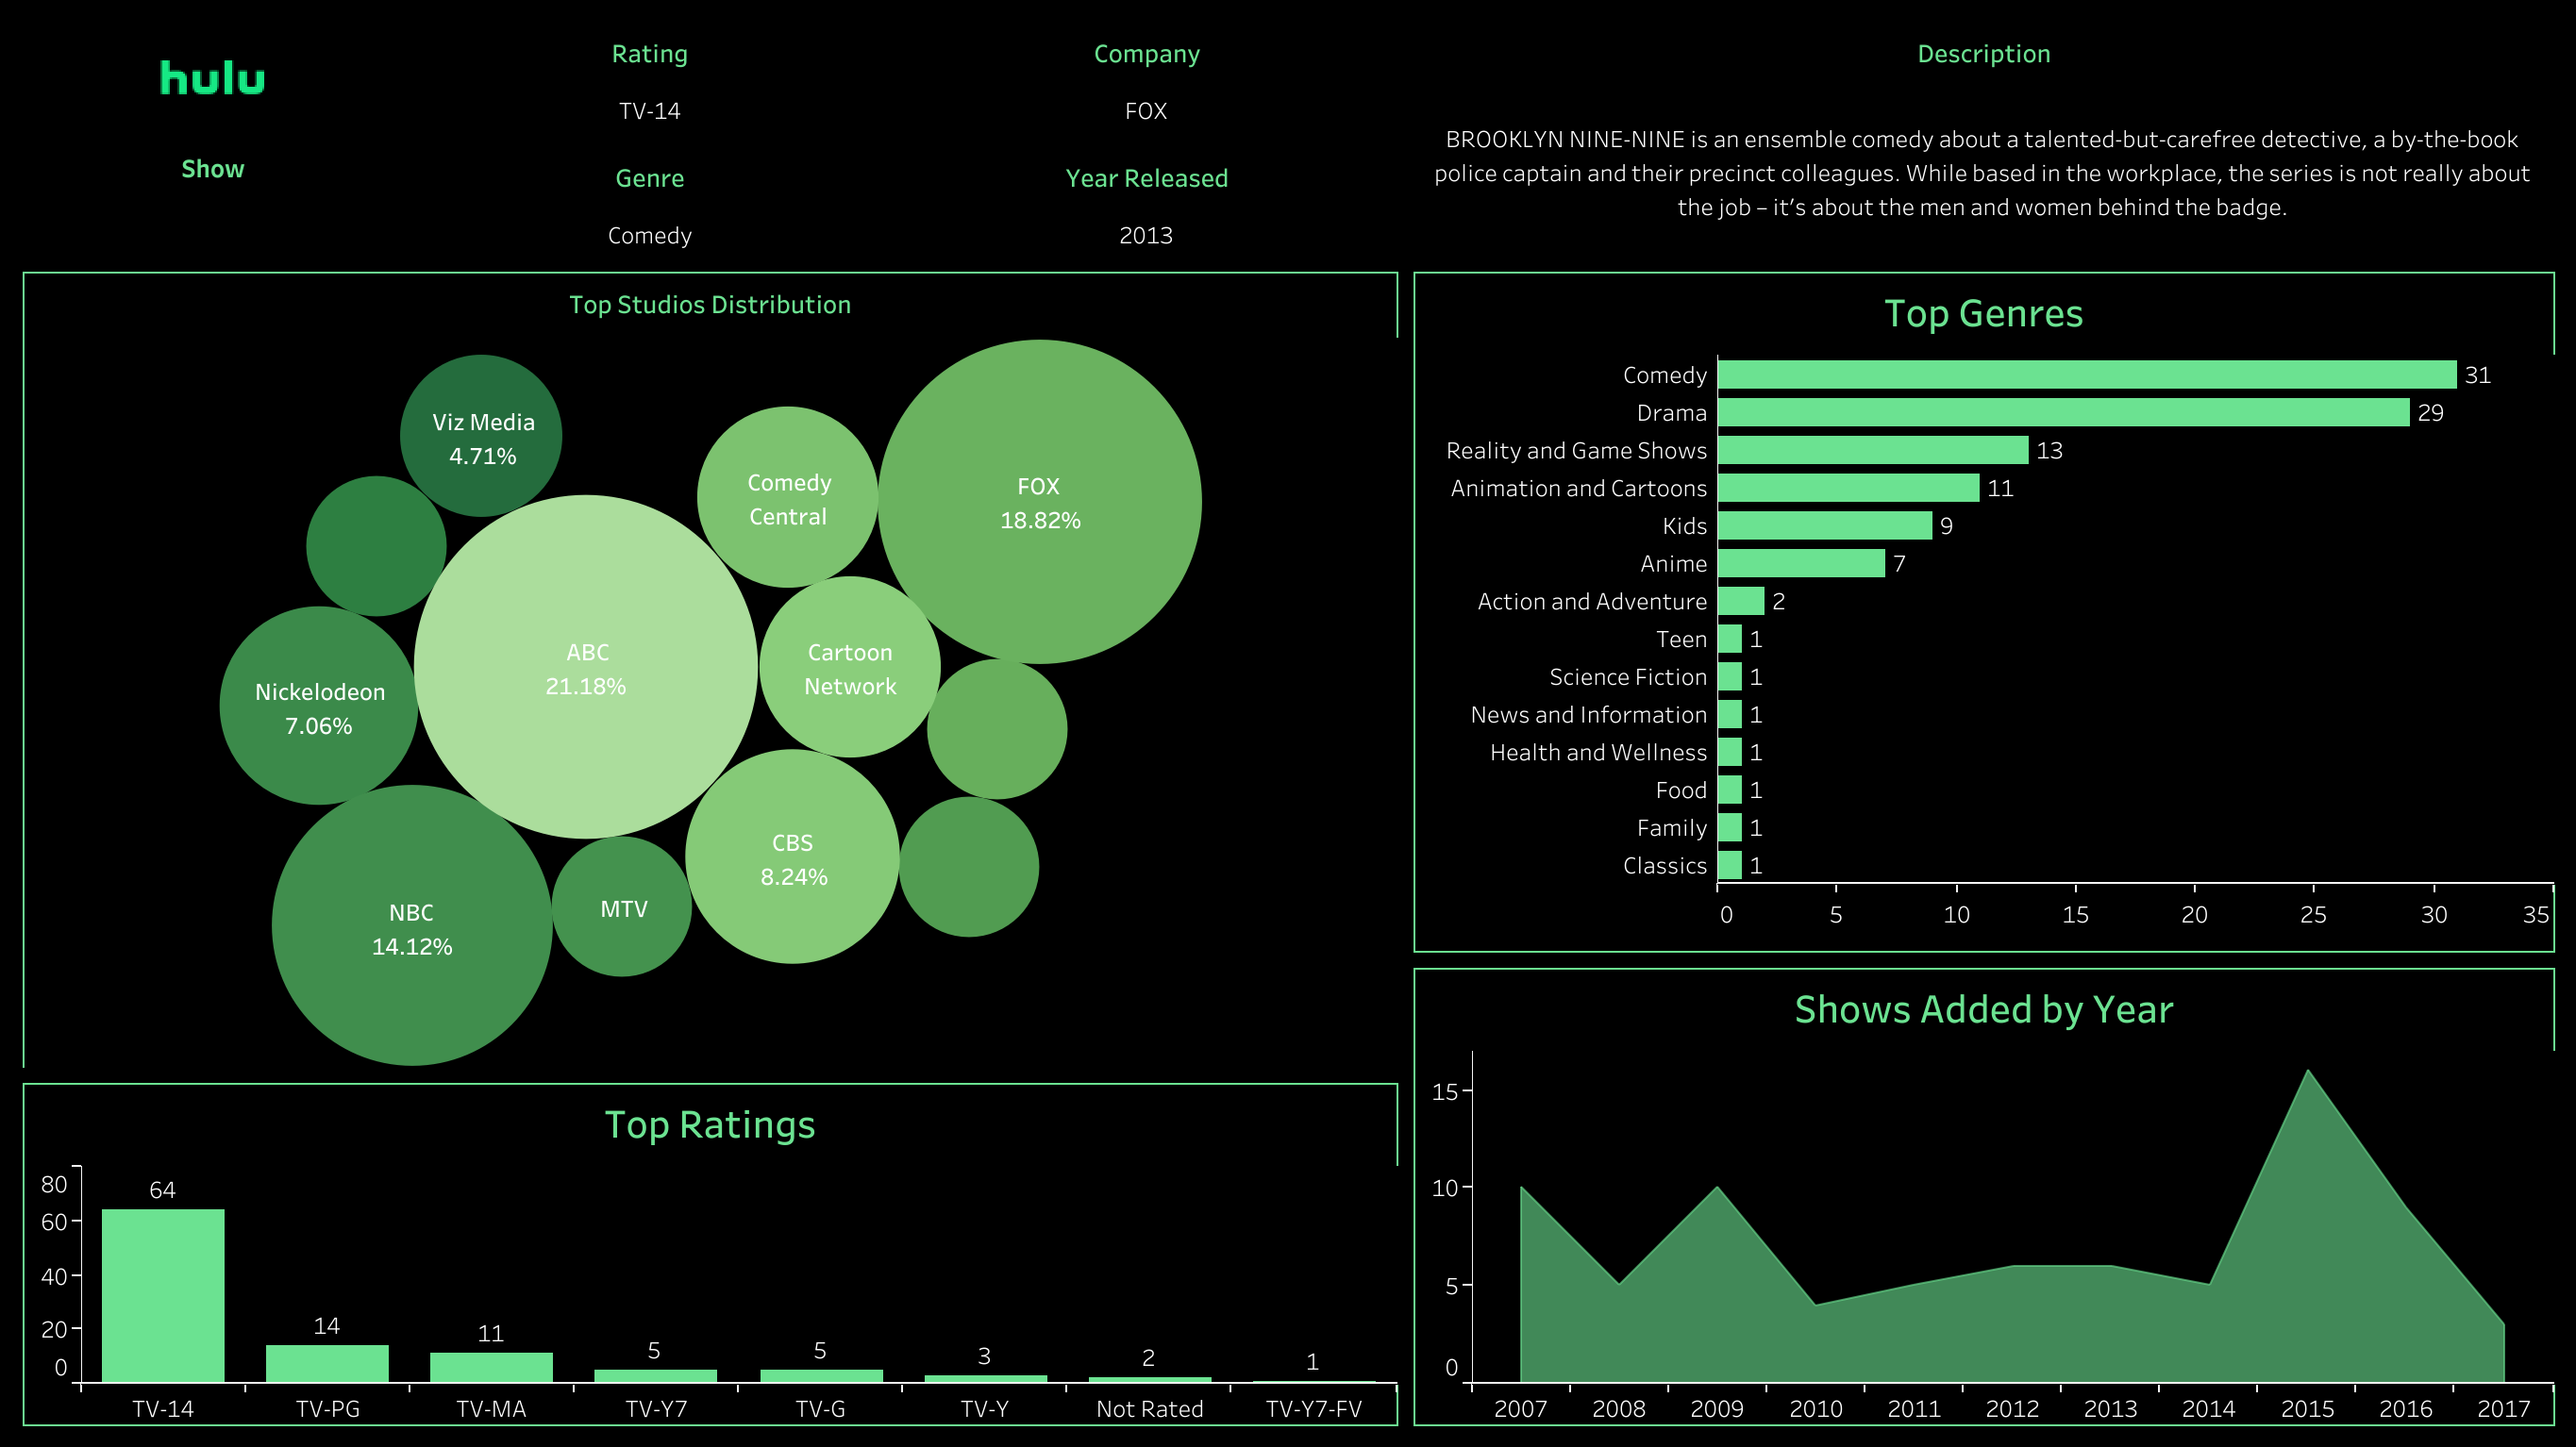 hulu
Show
Rating
TV-14
Genre
Comedy
Company
FOX
Year Released
2013
Description
BROOKLYN NINE-NINE is an ensemble comedy about a talented-but-carefree detective, a by-the-book
police captain and their precinct colleagues. While based in the workplace, the series is not really about
the job – it’s about the men and women behind the badge.
Top Studios Distribution
Viz Media
4.71%
Comedy
Central
FOX
18.82%
ABC
21.18%
Cartoon
Network
Nickelodeon
7.06%
CBS
8.24%
NBC
14.12%
MTV
Top Genres
Comedy 31
Drama 29
Reality and Game Shows 13
Animation and Cartoons 11
Kids 9
Anime 7
Action and Adventure 2
Teen 1
Science Fiction 1
News and Information 1
Health and Wellness 1
Food 1
Family 1
Classics 1
0 5 10 15 20 25 30 35
Top Ratings
80
60
40
20
0
64 14 11 5 5 3 2 1
TV-14 TV-PG TV-MA TV-Y7 TV-G TV-Y Not Rated TV-Y7-FV
Shows Added by Year
15
10
5
0
2007 2008 2009 2010 2011 2012 2013 2014 2015 2016 2017